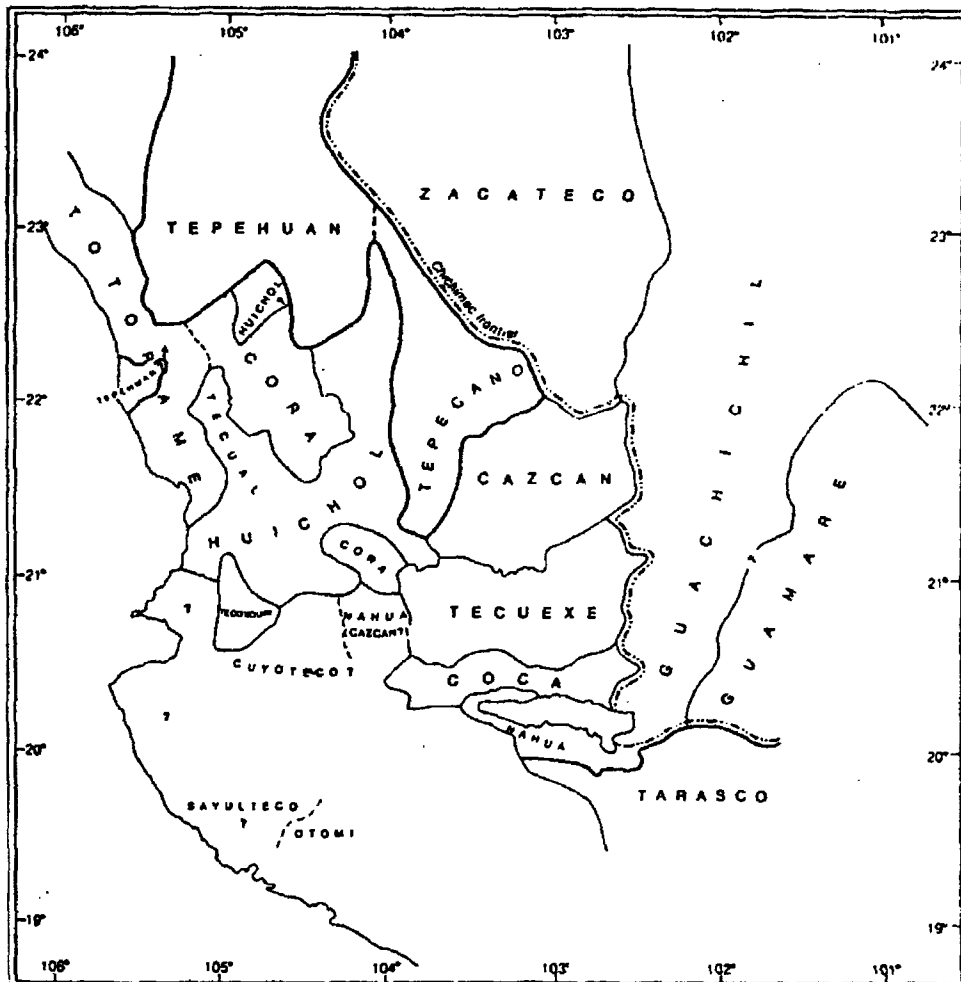 106° 105° 104° 103° 102° 101°
24° 24°
ZACATECO
TEPEHUAN
23° 23°
TOTORAME
HUICHOL
?
Chichimec frontier
CORA
GUACHICHIL
TEPEHUAN
22° 22°
TECUAL
TEPECANO
CAZCAN
HUICHOL
GUAMARE
CORA
?
21° 21°
?
NAHUA
(CAZCAN?)
TECUEXE
CUYOTECO?
COCA
?
NAHUA
20° 20°
TARASCO
SAYULTECO
?
OTOMI
19° 19°
106° 105° 104° 103° 102° 101°